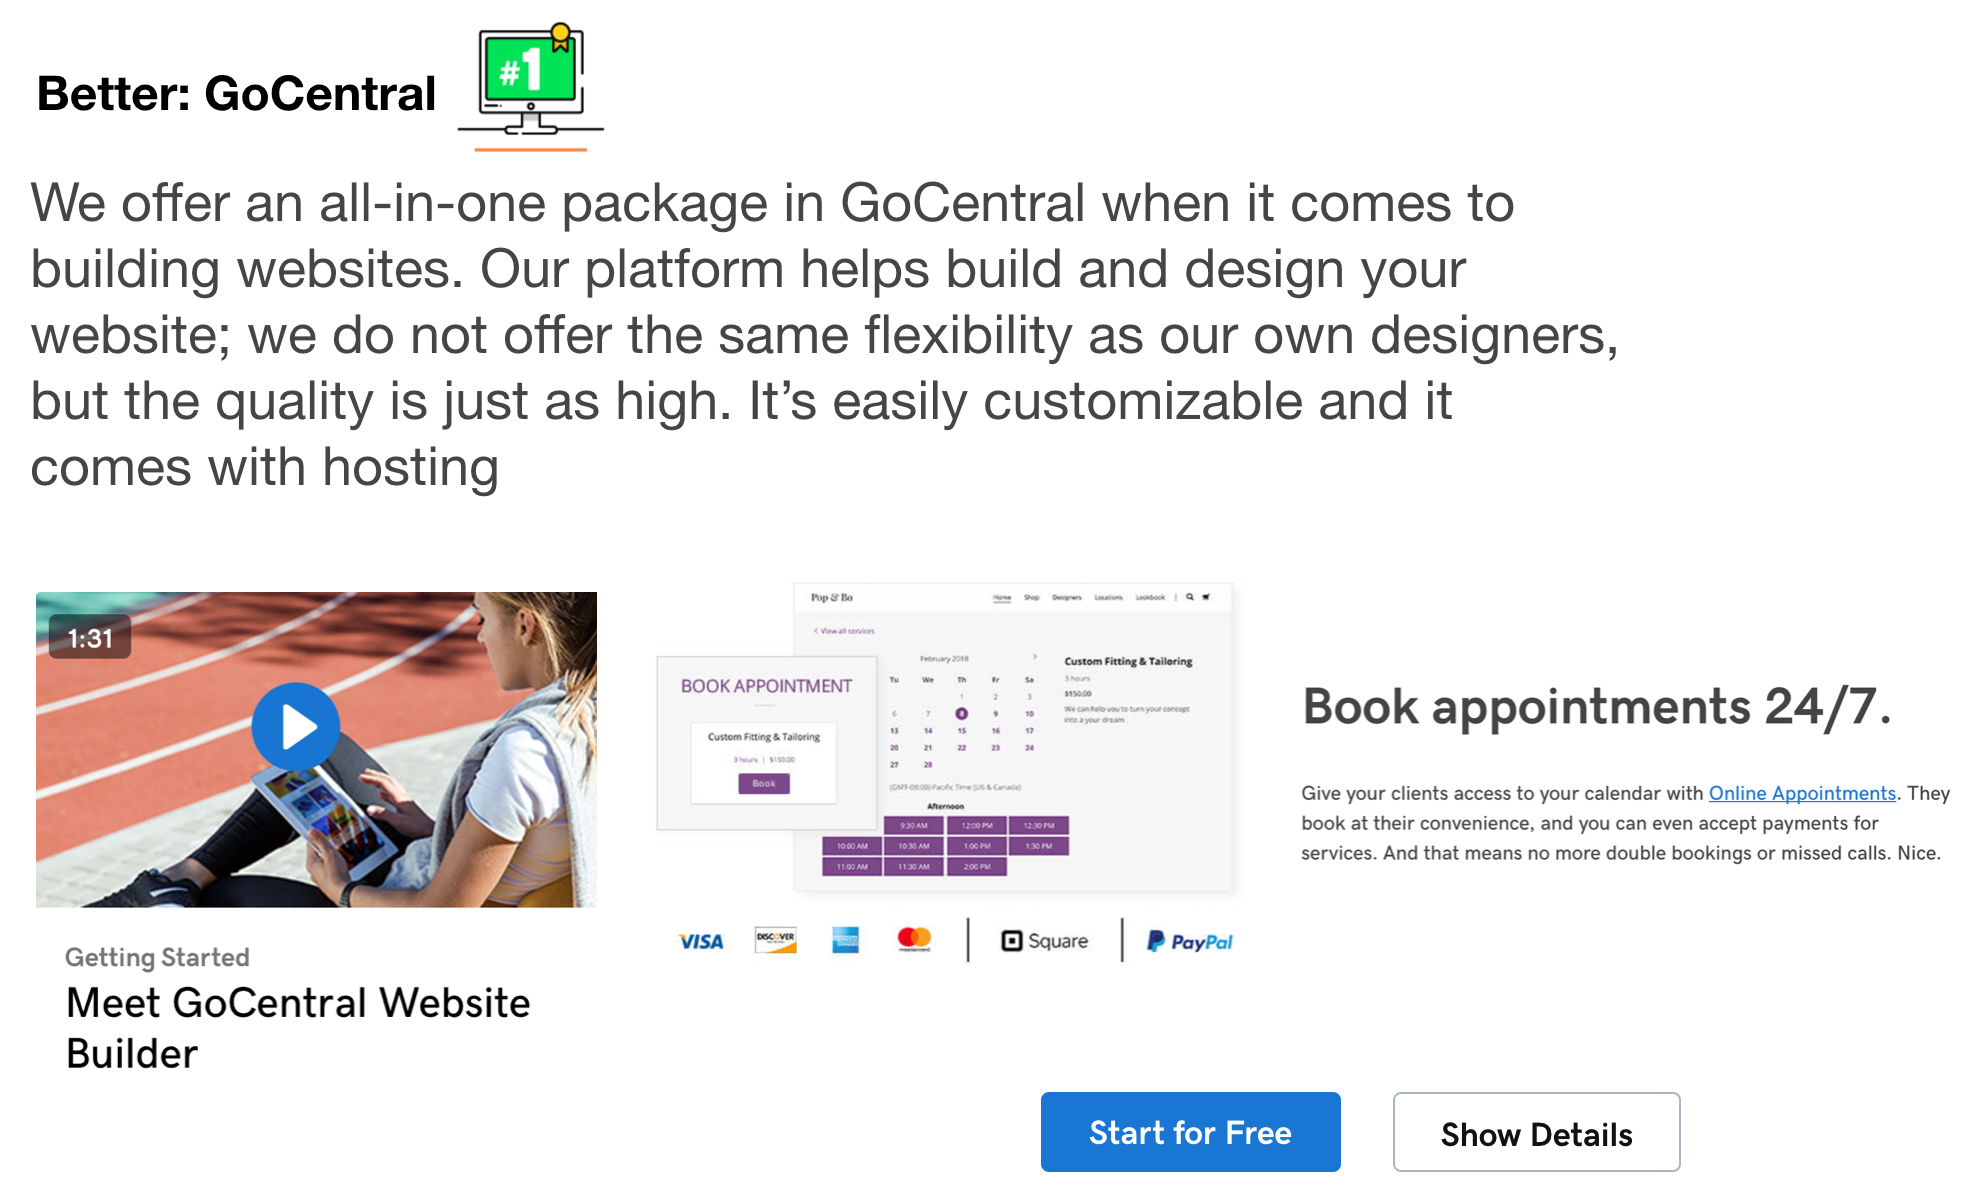 Better: GoCentral
#1
We offer an all-in-one package in GoCentral when it comes to
building websites. Our platform helps build and design your
website; we do not offer the same flexibility as our own designers,
but the quality is just as high. It’s easily customizable and it
comes with hosting
1:31
Getting Started
Meet GoCentral Website
Builder
Pop & Bo
Home Shop Designers Locations Lookbook |
< View all services
BOOK APPOINTMENT
Custom Fitting & Tailoring
3 hours | $150.00
Book
February 2018 >
Tu We Th Fr Sa
1 2 3
6 7 8 9 10
13 14 15 16 17
20 21 22 23 24
27 28
(GMT-08:00) Pacific Time (US & Canada)
Afternoon
9:30 AM 12:00 PM 12:30 PM
10:00 AM 10:30 AM 1:00 PM 1:30 PM
11:00 AM 11:30 AM 2:00 PM
Custom Fitting & Tailoring
3 hours
$150.00
We can help you to turn your concept
into a your dream
VISA DISCOVER mastercard Square PayPal
Book appointments 24/7.
Give your clients access to your calendar with Online Appointments. They
book at their convenience, and you can even accept payments for
services. And that means no more double bookings or missed calls. Nice.
Start for Free Show Details